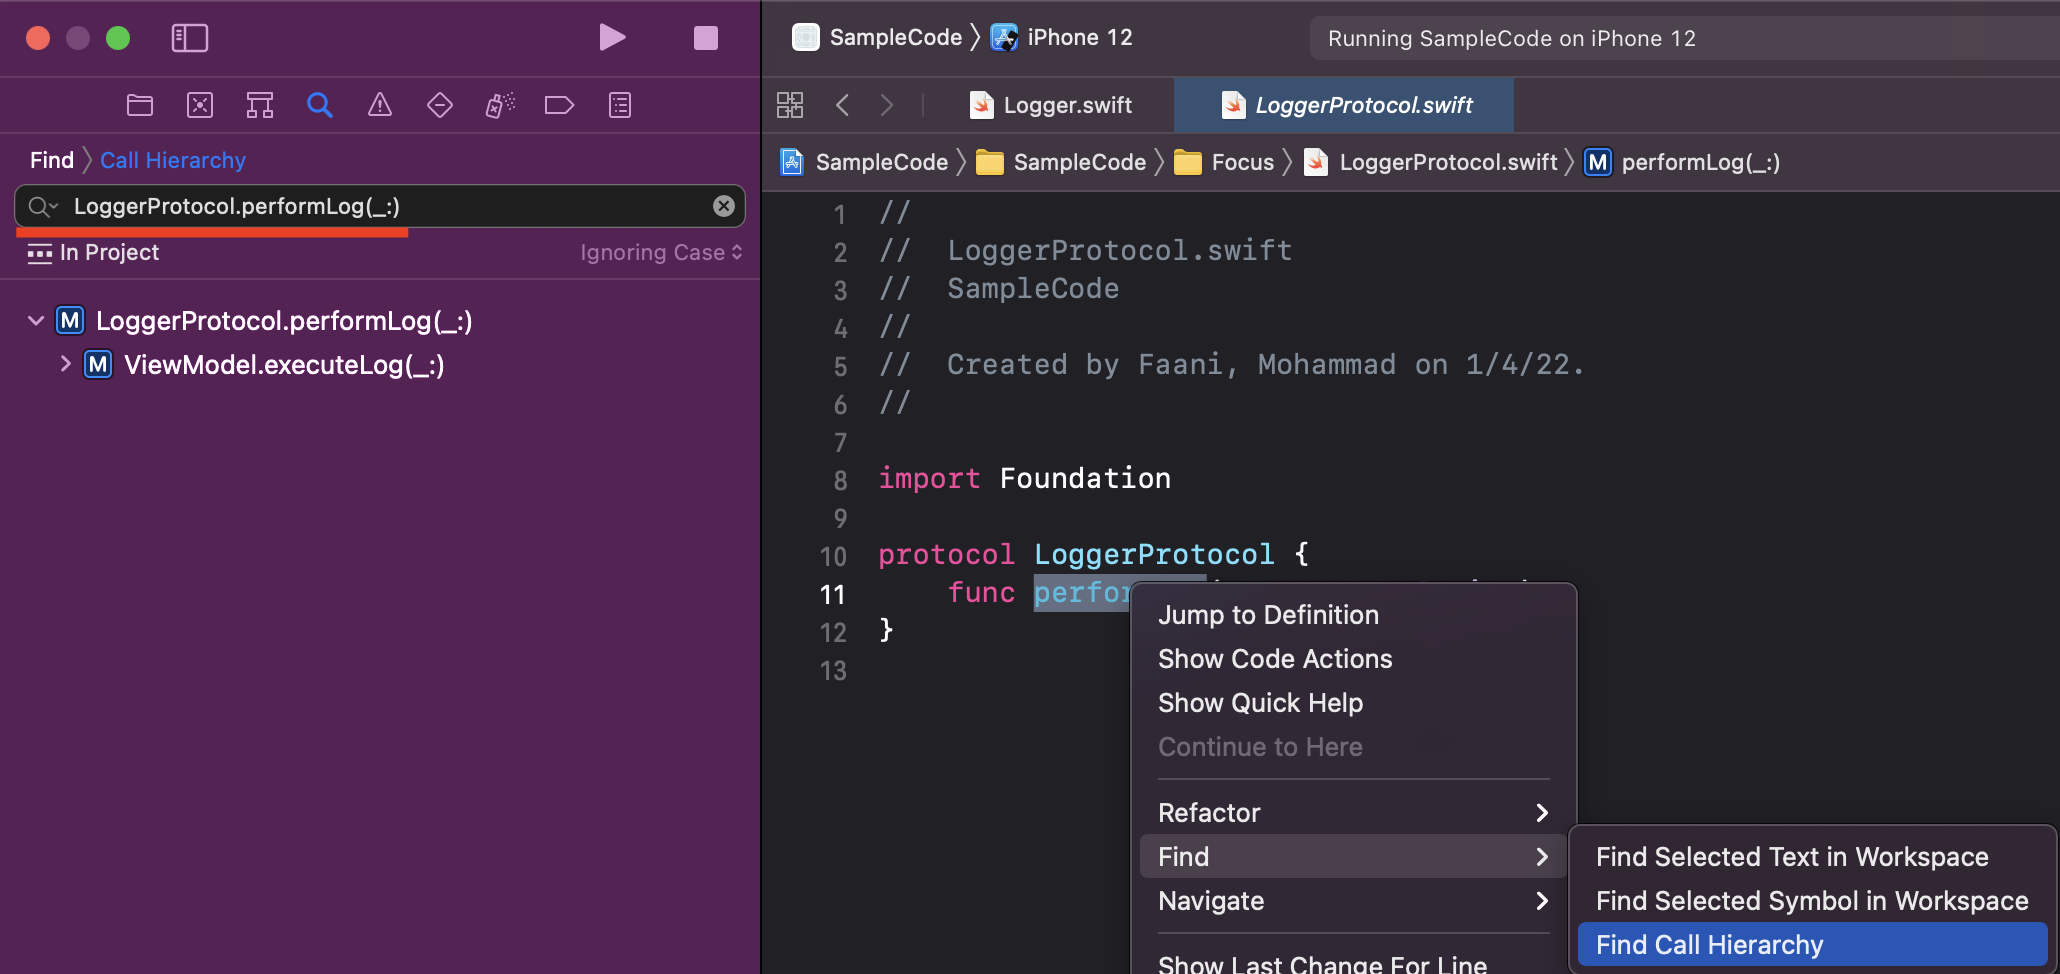 SampleCode iPhone 12
Running SampleCode on iPhone 12
Logger.swift
LoggerProtocol.swift
Find Call Hierarchy
SampleCode SampleCode Focus LoggerProtocol.swift M performLog(_:)
LoggerProtocol.performLog(_:)
In Project
Ignoring Case
M LoggerProtocol.performLog(_:)
M ViewModel.executeLog(_:)
1 //
2 // LoggerProtocol.swift
3 // SampleCode
4 //
5 // Created by Faani, Mohammad on 1/4/22.
6 //
7
8 import Foundation
9
10 protocol LoggerProtocol {
11 func perfor
12 }
13
Jump to Definition
Show Code Actions
Show Quick Help
Continue to Here
Refactor
Find
Navigate
Show Last Change For Line
Find Selected Text in Workspace
Find Selected Symbol in Workspace
Find Call Hierarchy